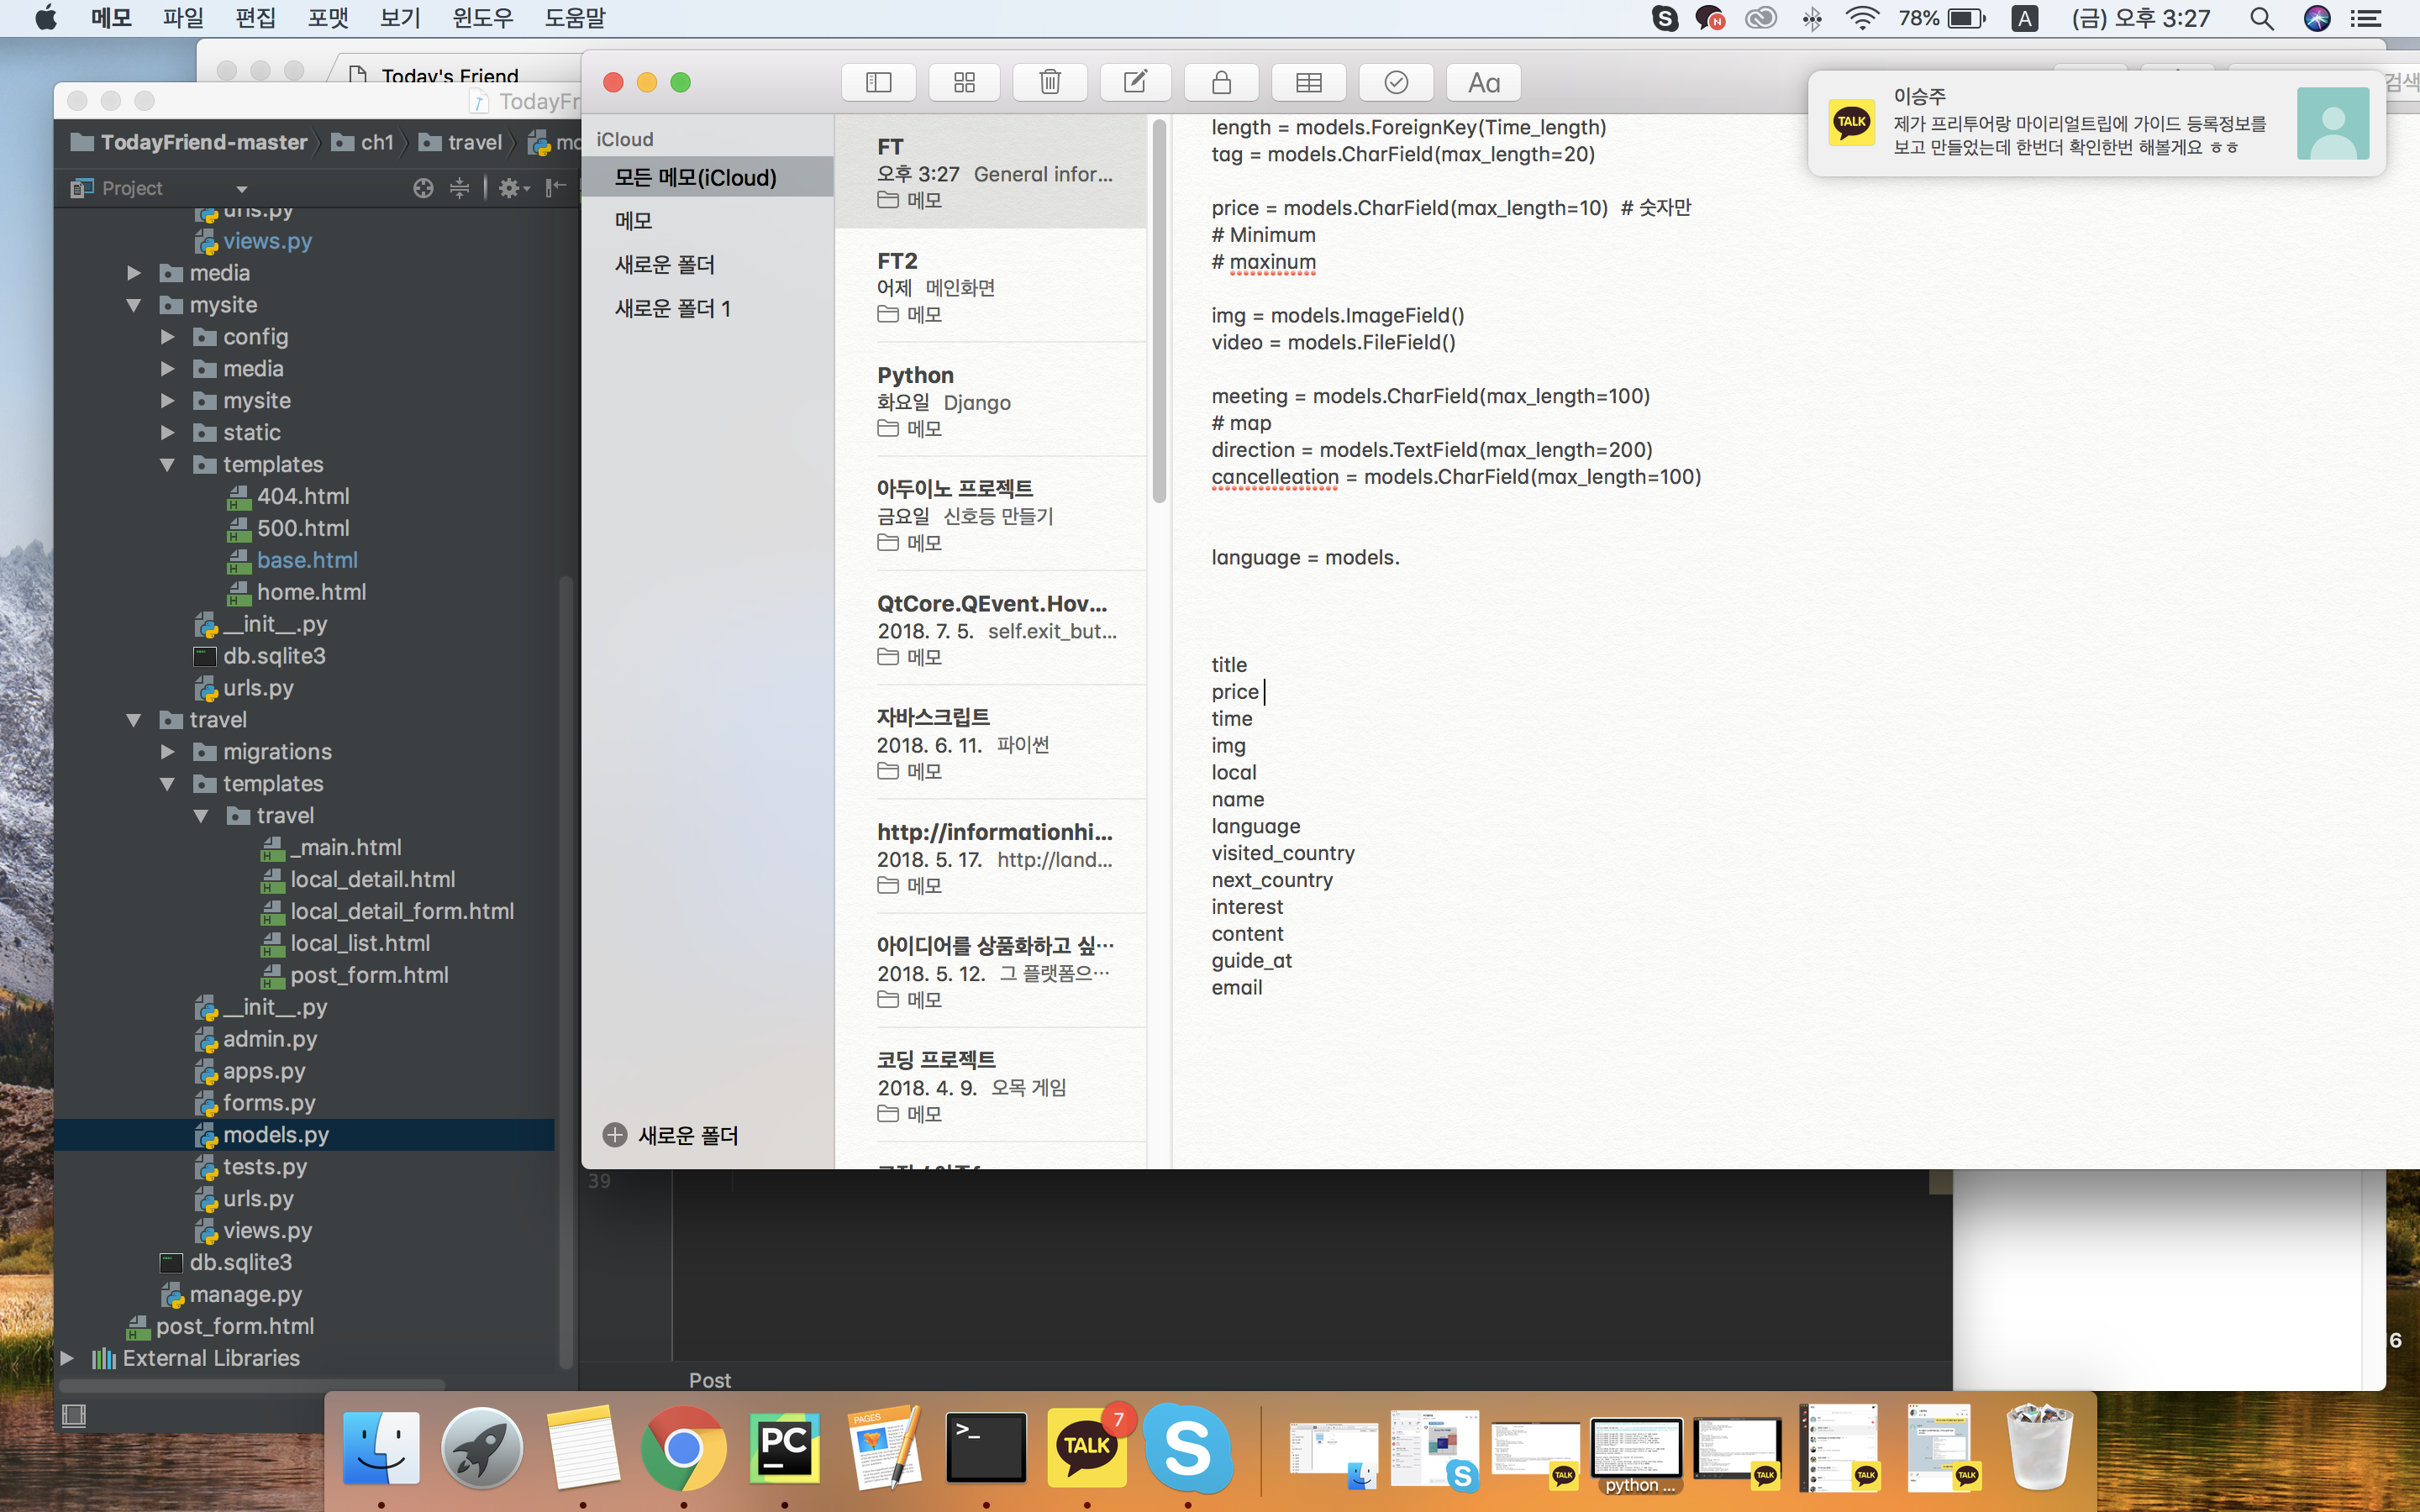 메모 파일 편집 포맷 보기 윈도우 도움말
78%
A
(금) 오후 3:27
Today's Friend
TodayFr
TodayFriend-master
ch1
travel
mo
Project
urls.py
views.py
media
mysite
config
media
mysite
static
templates
404.html
500.html
base.html
home.html
__init__.py
db.sqlite3
urls.py
travel
migrations
templates
travel
_main.html
local_detail.html
local_detail_form.html
local_list.html
post_form.html
__init__.py
admin.py
apps.py
forms.py
models.py
tests.py
urls.py
views.py
db.sqlite3
manage.py
post_form.html
External Libraries
Aa
iCloud
모든 메모(iCloud)
메모
새로운 폴더
새로운 폴더 1
새로운 폴더
FT
오후 3:27 General infor...
메모
FT2
어제 메인화면
메모
Python
화요일 Django
메모
아두이노 프로젝트
금요일 신호등 만들기
메모
QtCore.QEvent.Hov...
2018. 7. 5. self.exit_but...
메모
자바스크립트
2018. 6. 11. 파이썬
메모
http://informationhi...
2018. 5. 17. http://land...
메모
아이디어를 상품화하고 싶…
2018. 5. 12. 그 플랫폼으…
메모
코딩 프로젝트
2018. 4. 9. 오목 게임
메모
length = models.ForeignKey(Time_length)
tag = models.CharField(max_length=20)
price = models.CharField(max_length=10) # 숫자만
# Minimum
# maxinum
img = models.ImageField()
video = models.FileField()
meeting = models.CharField(max_length=100)
# map
direction = models.TextField(max_length=200)
cancelleation = models.CharField(max_length=100)
language = models.
title
price
time
img
local
name
language
visited_country
next_country
interest
content
guide_at
email
검색
TALK
이승주
제가 프리투어랑 마이리얼트립에 가이드 등록정보를
보고 만들었는데 한번더 확인한번 해볼게요 ㅎㅎ
39
Post
6
PAGES
PC
>_
TALK
7
S
TALK
python ...
TALK
TALK
TALK